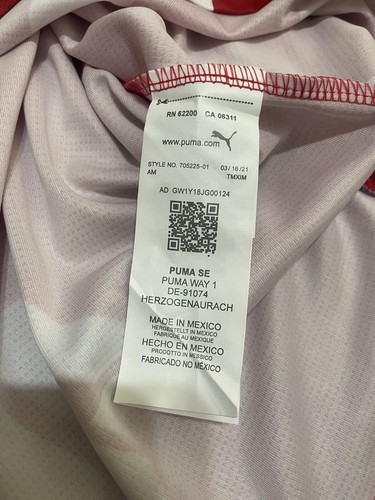 RN 62200 CA 06311
www.puma.com
STYLE NO. 705225-01 03/16/21
AM TMXIM
AD GW1Y18JG00124
PUMA SE
PUMA WAY 1
DE-91074
HERZOGENAURACH
MADE IN MEXICO
HERGESTELLT IN MEXICO
FABRIQUÉ AU MEXIQUE
HECHO EN MEXICO
PRODOTTO IN MESSICO
FABRICADO NO MÉXICO